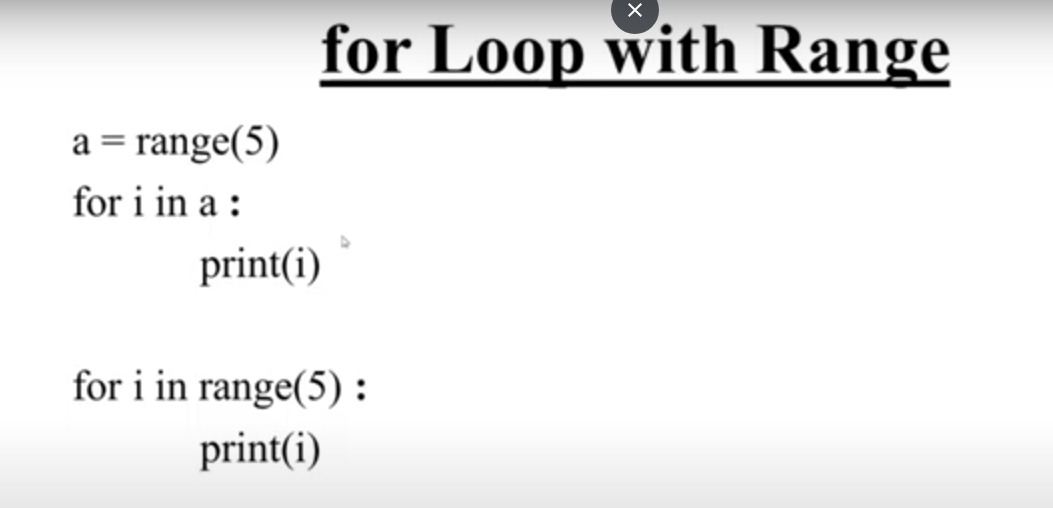 for Loop with Range
a = range(5)
for i in a :
print(i)
for i in range(5) :
print(i)